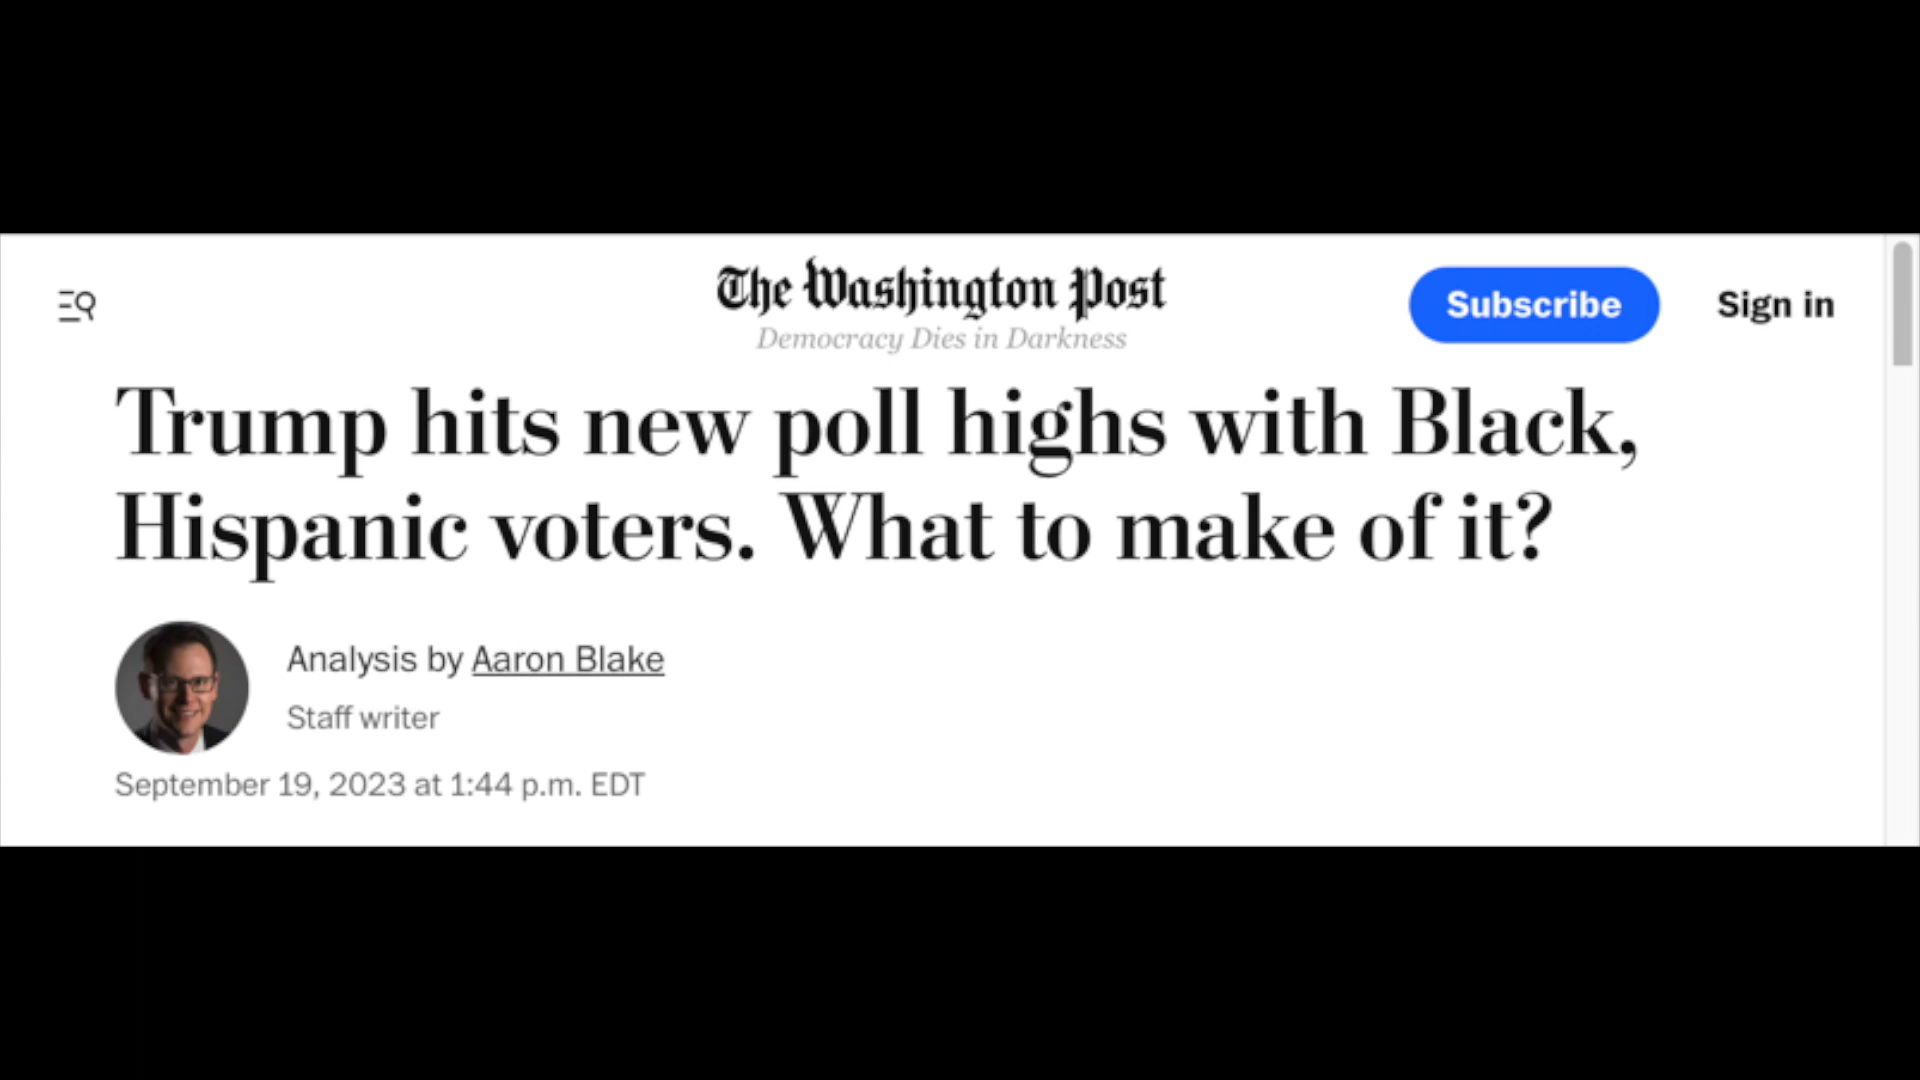 The Washington Post
Democracy Dies in Darkness
Subscribe
Sign in
Trump hits new poll highs with Black,
Hispanic voters. What to make of it?
Analysis by Aaron Blake
Staff writer
September 19, 2023 at 1:44 p.m. EDT